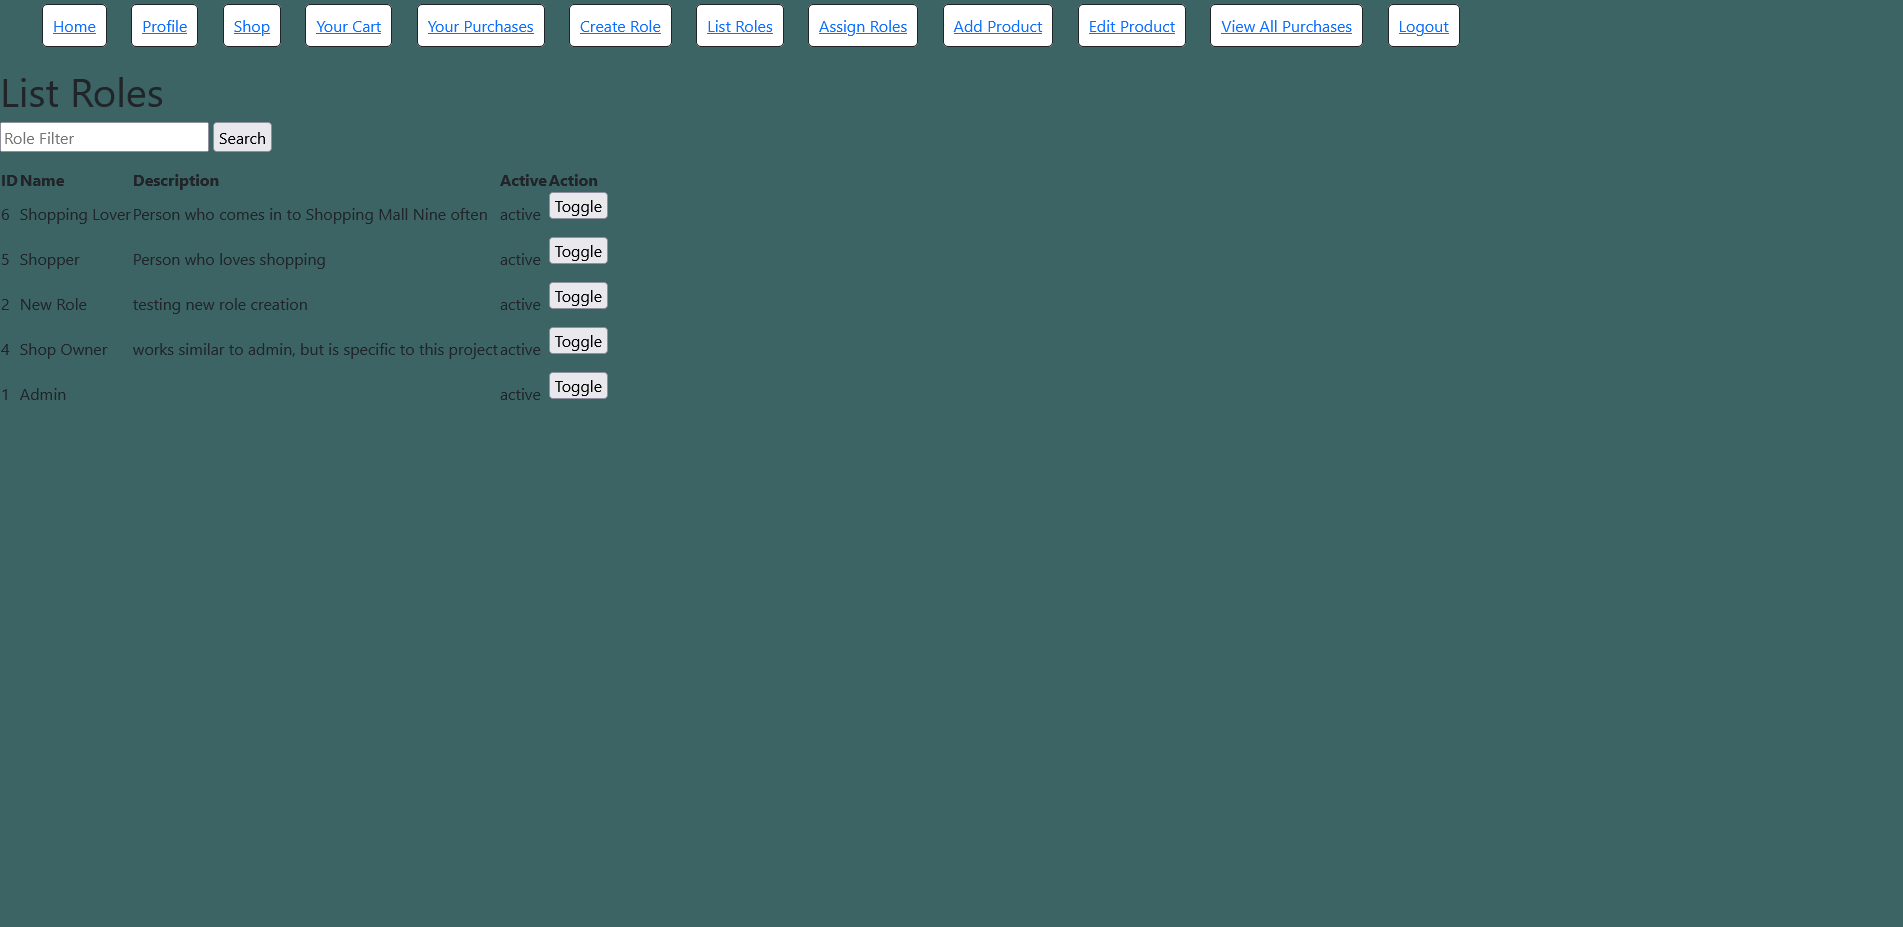 Home Profile Shop Your Cart Your Purchases Create Role List Roles Assign Roles Add Product Edit Product View All Purchases Logout
List Roles
Role Filter Search
ID Name Description Active Action
6 Shopping Lover Person who comes in to Shopping Mall Nine often active Toggle
5 Shopper Person who loves shopping active Toggle
2 New Role testing new role creation active Toggle
4 Shop Owner works similar to admin, but is specific to this project active Toggle
1 Admin active Toggle